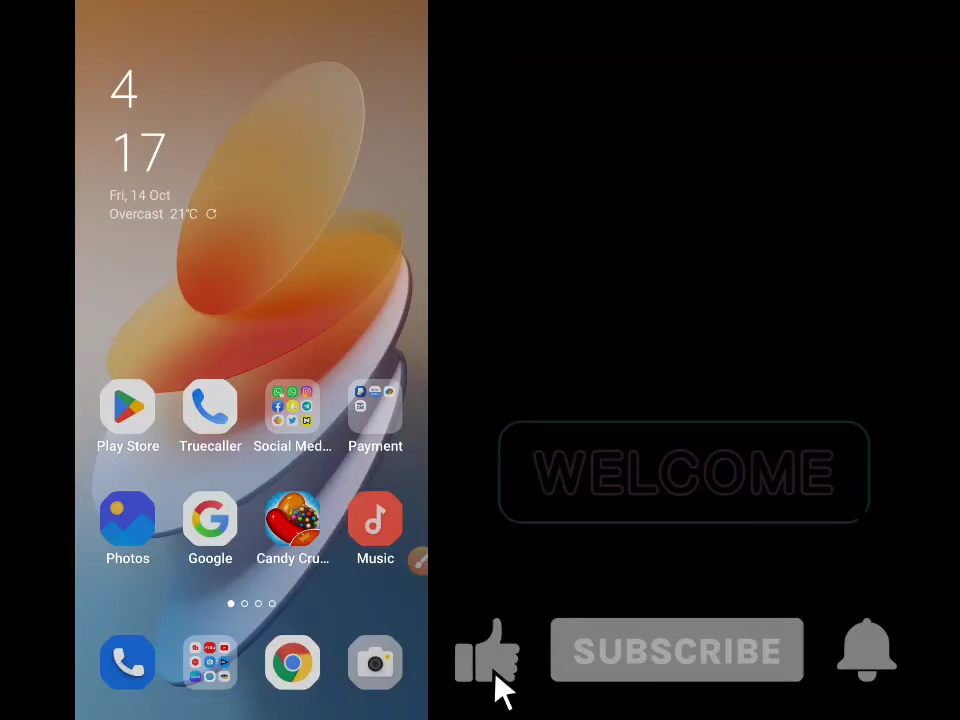 4
17
Fri, 14 Oct
Overcast 21°C
Play Store
Truecaller
Social Med...
Payment
Photos
Google
Candy Cru...
Music
WELCOME
SUBSCRIBE